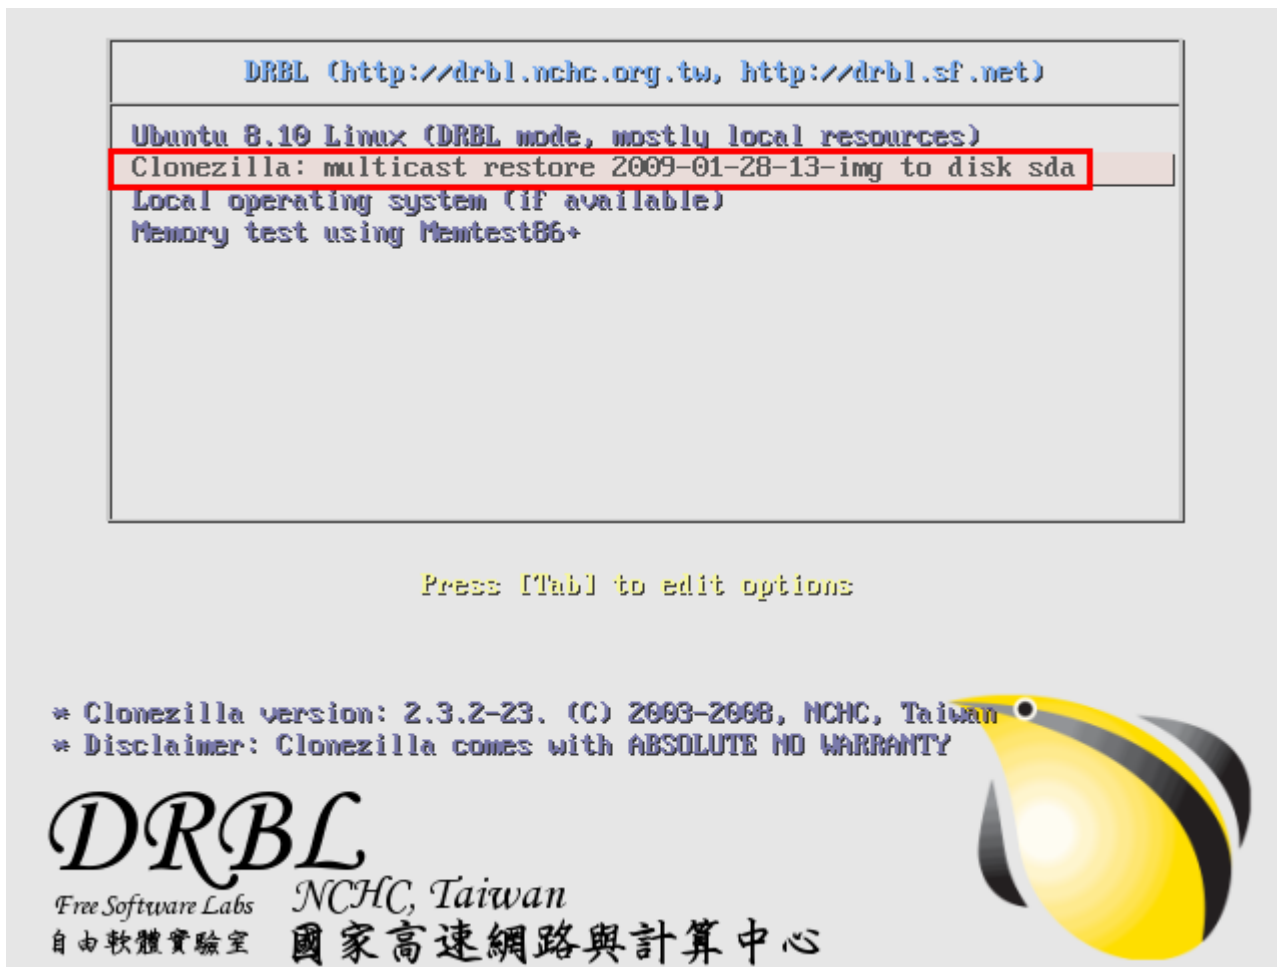 DRBL (http://drbl.nchc.org.tw, http://drbl.sf.net)
Ubuntu 8.10 Linux (DRBL mode, mostly local resources)
Clonezilla: multicast restore 2009-01-28-13-img to disk sda
Local operating system (if available)
Memory test using Memtest86+
Press [Tab] to edit options
* Clonezilla version: 2.3.2-23. (C) 2003-2008, NCHC, Taiwan
* Disclaimer: Clonezilla comes with ABSOLUTE NO WARRANTY
DRBL
Free Software Labs
自由軟體實驗室
NCHC, Taiwan
國家高速網路與計算中心